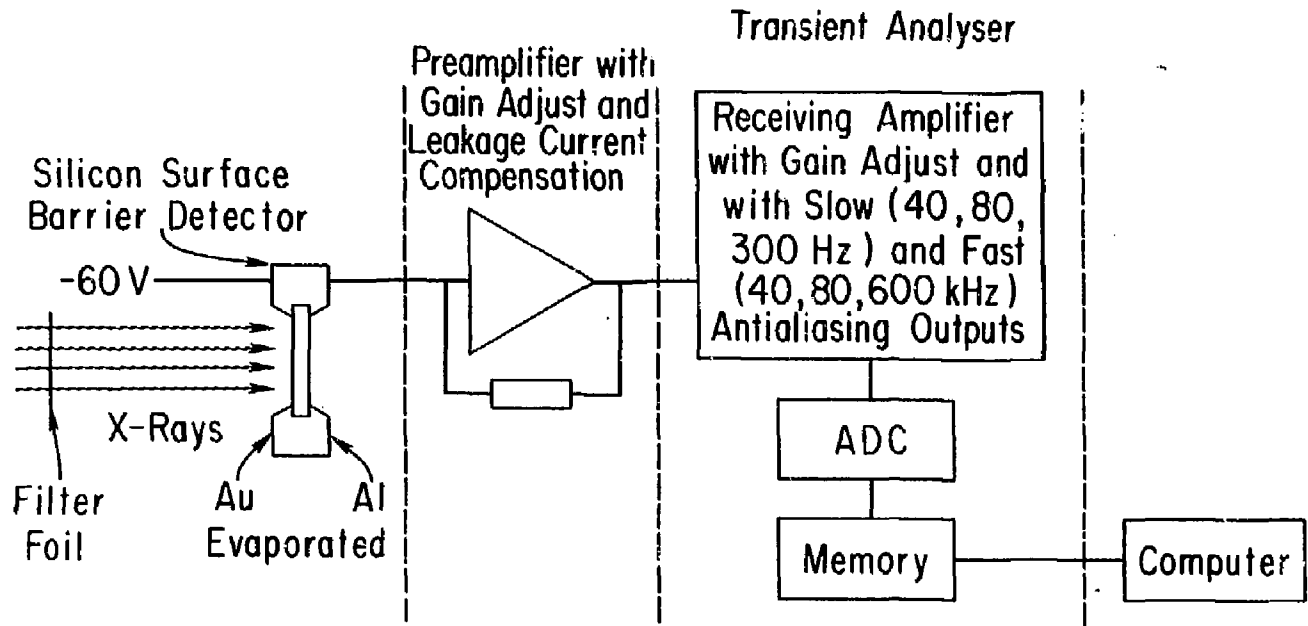 Transient Analyser
Preamplifier with
Gain Adjust and
Leakage Current
Compensation
Receiving Amplifier
with Gain Adjust and
with Slow (40,80,
300 Hz) and Fast
(40,80,600 kHz)
Antialiasing Outputs
Silicon Surface
Barrier Detector
-60V
X-Rays
Filter
Foil
Au Al
Evaporated
ADC
Memory
Computer